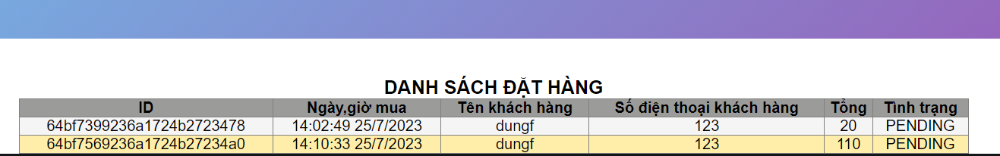 DANH SÁCH ĐẶT HÀNG
ID Ngày,giờ mua Tên khách hàng Số điện thoại khách hàng Tổng Tình trạng
64bf7399236a1724b2723478 14:02:49 25/7/2023 dungf 123 20 PENDING
64bf7569236a1724b27234a0 14:10:33 25/7/2023 dungf 123 110 PENDING